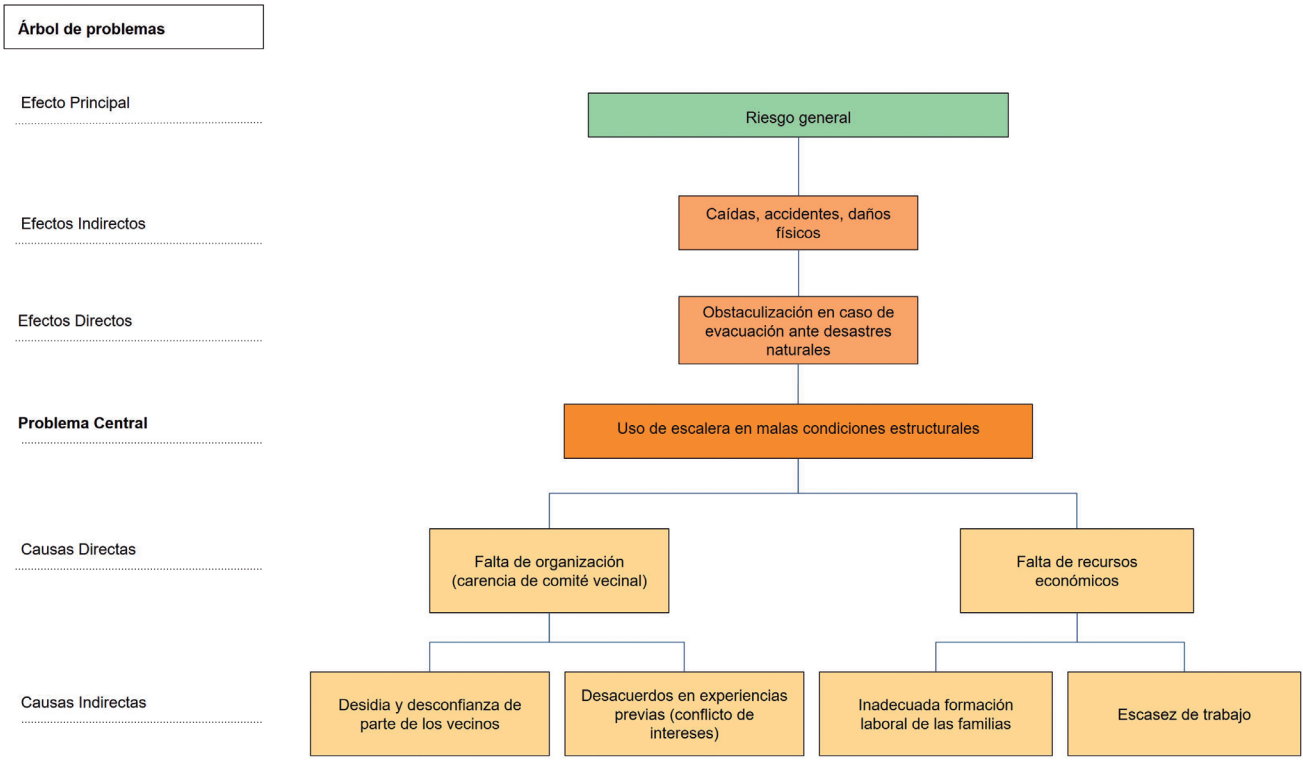 Árbol de problemas
Efecto Principal
Riesgo general
Efectos Indirectos
Caídas, accidentes, daños
físicos
Efectos Directos
Obstaculización en caso de
evacuación ante desastres
naturales
Problema Central
Uso de escalera en malas condiciones estructurales
Causas Directas
Falta de organización
(carencia de comité vecinal)
Falta de recursos
económicos
Causas Indirectas
Desidia y desconfianza de
parte de los vecinos
Desacuerdos en experiencias
previas (conflicto de
intereses)
Inadecuada formación
laboral de las familias
Escasez de trabajo